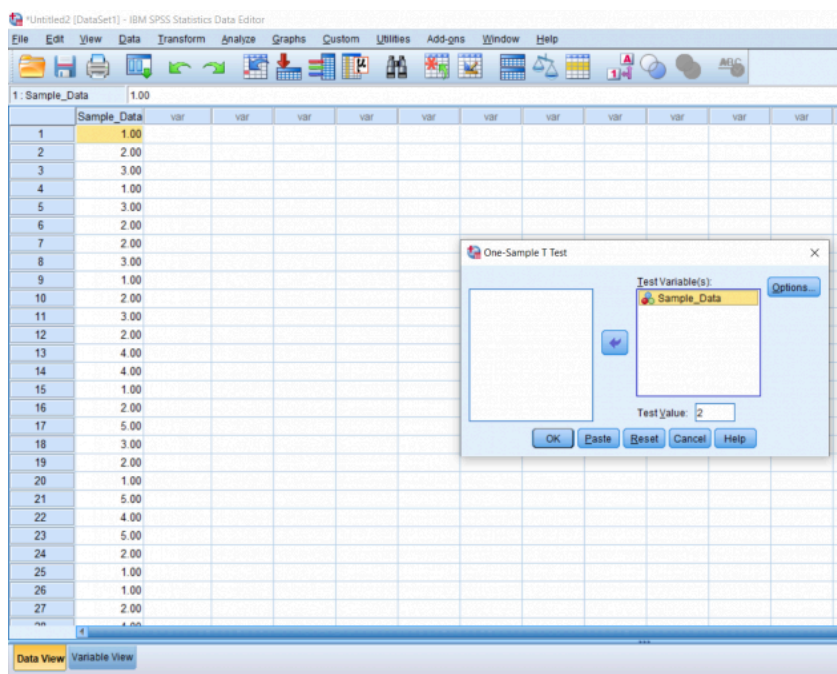 *Untitled2 [DataSet1] - IBM SPSS Statistics Data Editor
File Edit View Data Transform Analyze Graphs Custom Utilities Add-ons Window Help
1 : Sample_Data 1.00
Sample_Data var var var var var var var var var var var
1 1.00
2 2.00
3 3.00
4 1.00
5 3.00
6 2.00
7 2.00
8 3.00
9 1.00
10 2.00
11 3.00
12 2.00
13 4.00
14 4.00
15 1.00
16 2.00
17 5.00
18 3.00
19 2.00
20 1.00
21 5.00
22 4.00
23 5.00
24 2.00
25 1.00
26 1.00
27 2.00
One-Sample T Test
Test Variable(s):
Sample_Data
Options...
Test Value: 2
OK Paste Reset Cancel Help
Data View Variable View